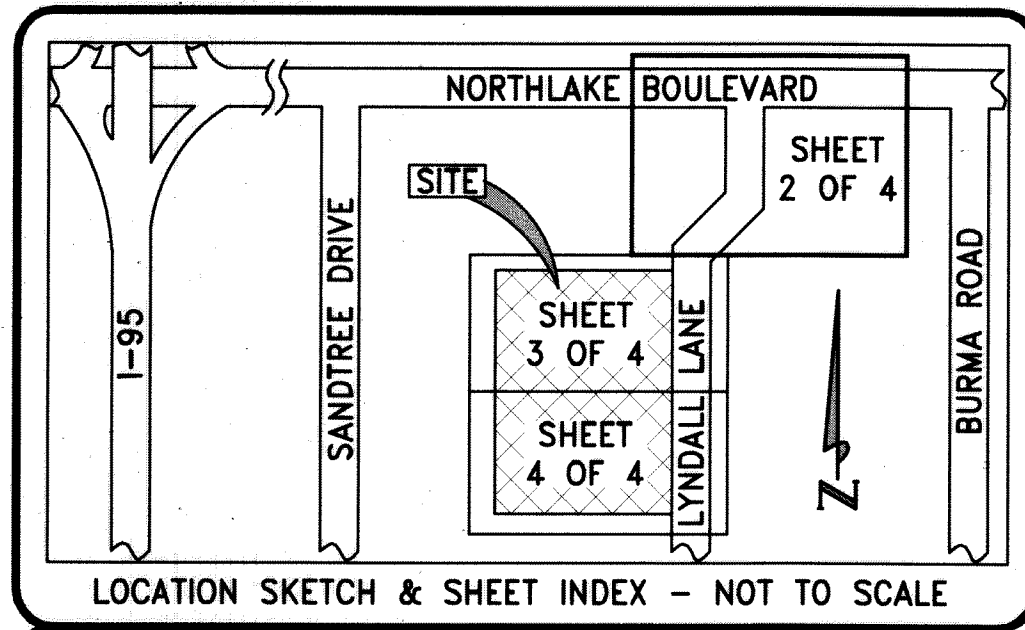 NORTHLAKE BOULEVARD
SHEET
2 OF 4
SITE
I-95
SANDTREE DRIVE
SHEET
3 OF 4
SHEET
4 OF 4
LYNDALL LANE
BURMA ROAD
N
LOCATION SKETCH & SHEET INDEX - NOT TO SCALE